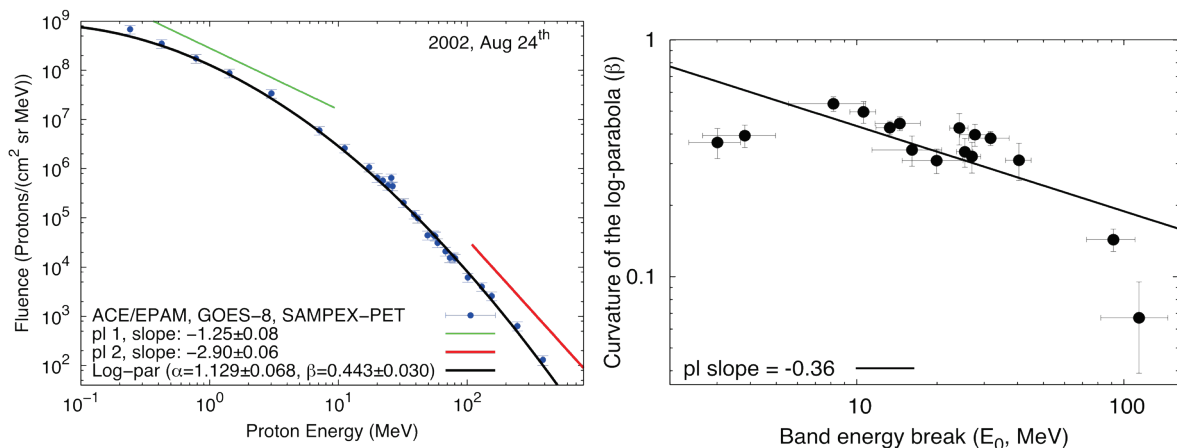 10⁹
10⁸
10⁷
10⁶
10⁵
10⁴
10³
10²
Fluence (Protons/(cm² sr MeV))
2002, Aug 24ᵗʰ
ACE/EPAM, GOES−8, SAMPEX−PET
pl 1, slope: −1.25±0.08
pl 2, slope: −2.90±0.06
Log−par (α=1.129±0.068, β=0.443±0.030)
10⁻¹ 10⁰ 10¹ 10² 
Proton Energy (MeV)
1
0.1
Curvature of the log-parabola (β)
pl slope = -0.36
10 100
Band energy break (E₀, MeV)